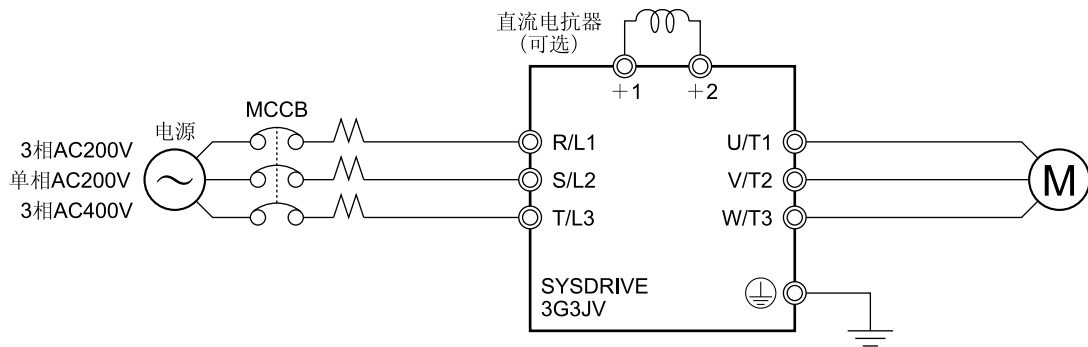 直流电抗器
(可选)
+1
+2
MCCB
电源
3相AC200V
单相AC200V
3相AC400V
R/L1
S/L2
T/L3
U/T1
V/T2
W/T3
M
SYSDRIVE
3G3JV